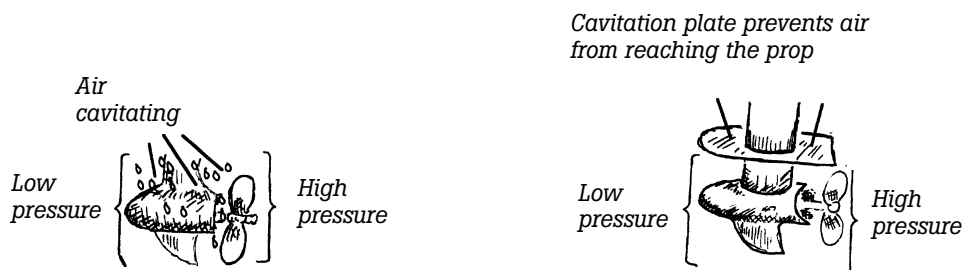 Cavitation plate prevents air
from reaching the prop
Air
cavitating
Low
pressure
High
pressure
Low
pressure
High
pressure